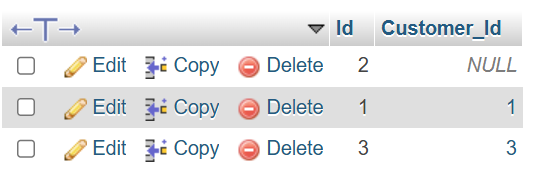 Id Customer_Id
Edit Copy Delete 2 NULL
Edit Copy Delete 1 1
Edit Copy Delete 3 3